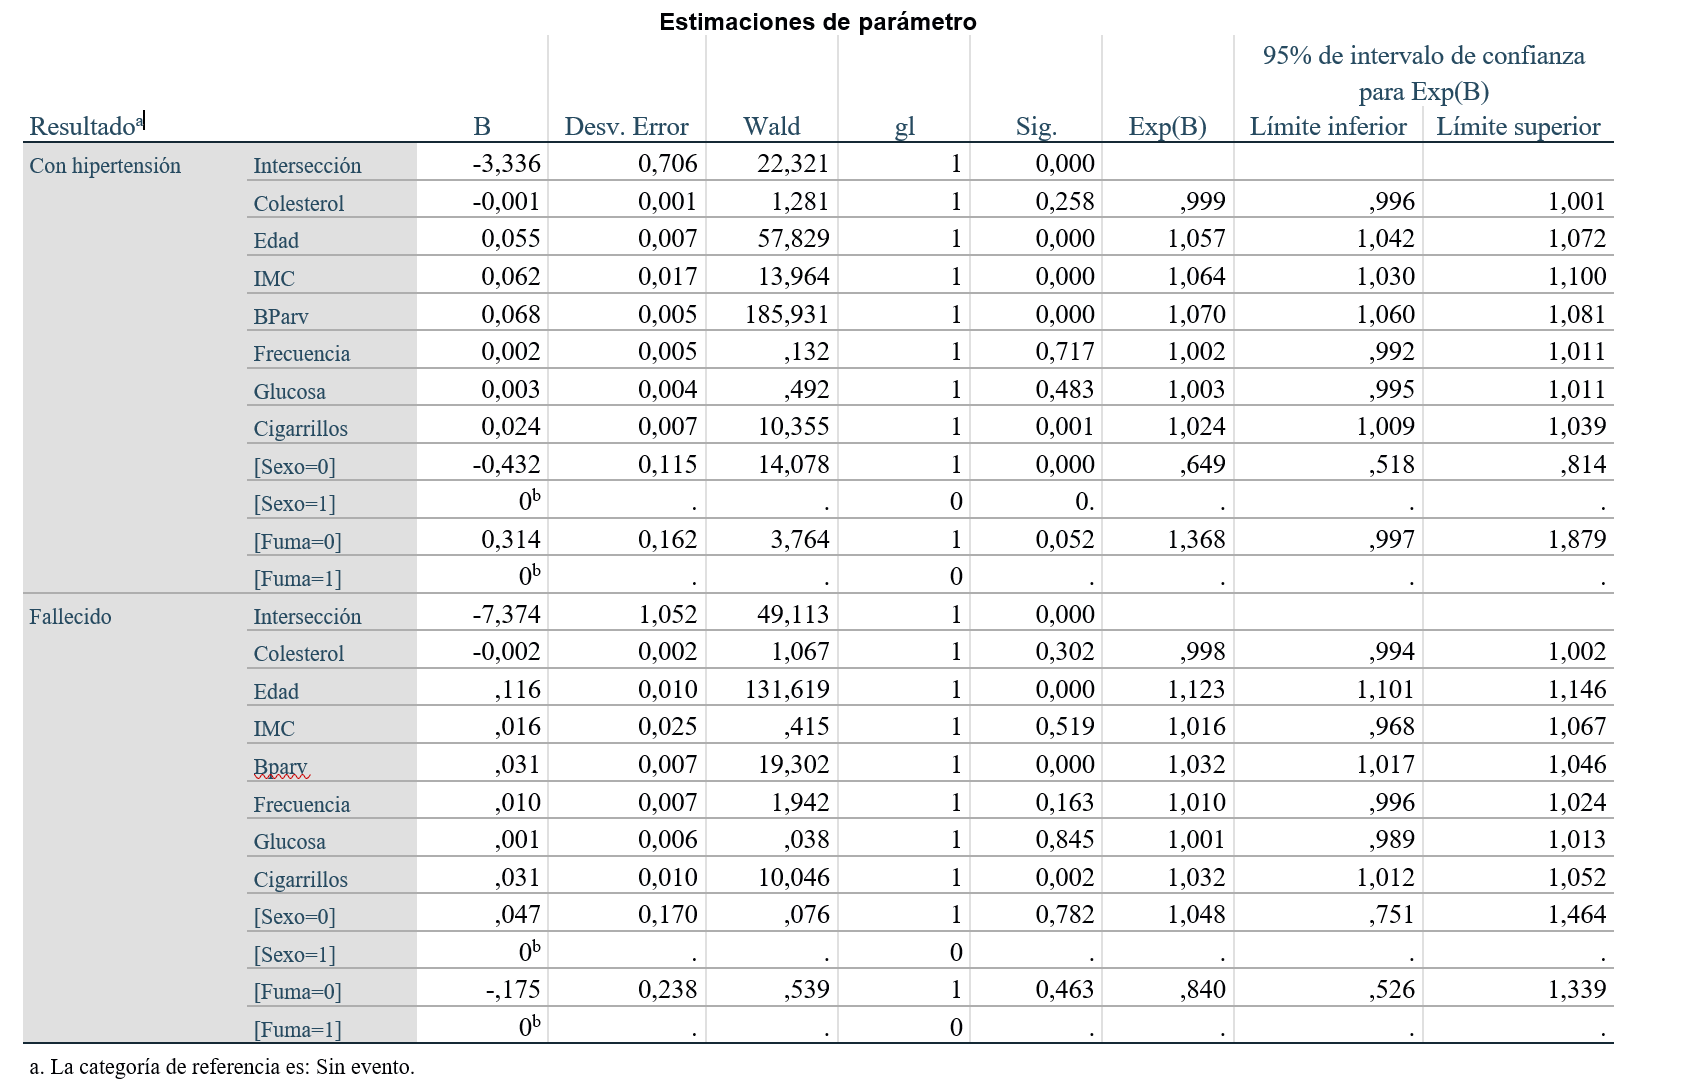 Estimaciones de parámetro
95% de intervalo de confianza
para Exp(B)
Resultadoa B Desv. Error Wald gl Sig. Exp(B) Límite inferior Límite superior
Con hipertensión Intersección -3,336 0,706 22,321 1 0,000
Colesterol -0,001 0,001 1,281 1 0,258 ,999 ,996 1,001
Edad 0,055 0,007 57,829 1 0,000 1,057 1,042 1,072
IMC 0,062 0,017 13,964 1 0,000 1,064 1,030 1,100
BParv 0,068 0,005 185,931 1 0,000 1,070 1,060 1,081
Frecuencia 0,002 0,005 ,132 1 0,717 1,002 ,992 1,011
Glucosa 0,003 0,004 ,492 1 0,483 1,003 ,995 1,011
Cigarrillos 0,024 0,007 10,355 1 0,001 1,024 1,009 1,039
[Sexo=0] -0,432 0,115 14,078 1 0,000 ,649 ,518 ,814
[Sexo=1] 0b . . 0 0. . . .
[Fuma=0] 0,314 0,162 3,764 1 0,052 1,368 ,997 1,879
[Fuma=1] 0b . . 0 . . . .
Fallecido Intersección -7,374 1,052 49,113 1 0,000
Colesterol -0,002 0,002 1,067 1 0,302 ,998 ,994 1,002
Edad ,116 0,010 131,619 1 0,000 1,123 1,101 1,146
IMC ,016 0,025 ,415 1 0,519 1,016 ,968 1,067
Bparv ,031 0,007 19,302 1 0,000 1,032 1,017 1,046
Frecuencia ,010 0,007 1,942 1 0,163 1,010 ,996 1,024
Glucosa ,001 0,006 ,038 1 0,845 1,001 ,989 1,013
Cigarrillos ,031 0,010 10,046 1 0,002 1,032 1,012 1,052
[Sexo=0] ,047 0,170 ,076 1 0,782 1,048 ,751 1,464
[Sexo=1] 0b . . 0 . . . .
[Fuma=0] -,175 0,238 ,539 1 0,463 ,840 ,526 1,339
[Fuma=1] 0b . . 0 . . . .
a. La categoría de referencia es: Sin evento.